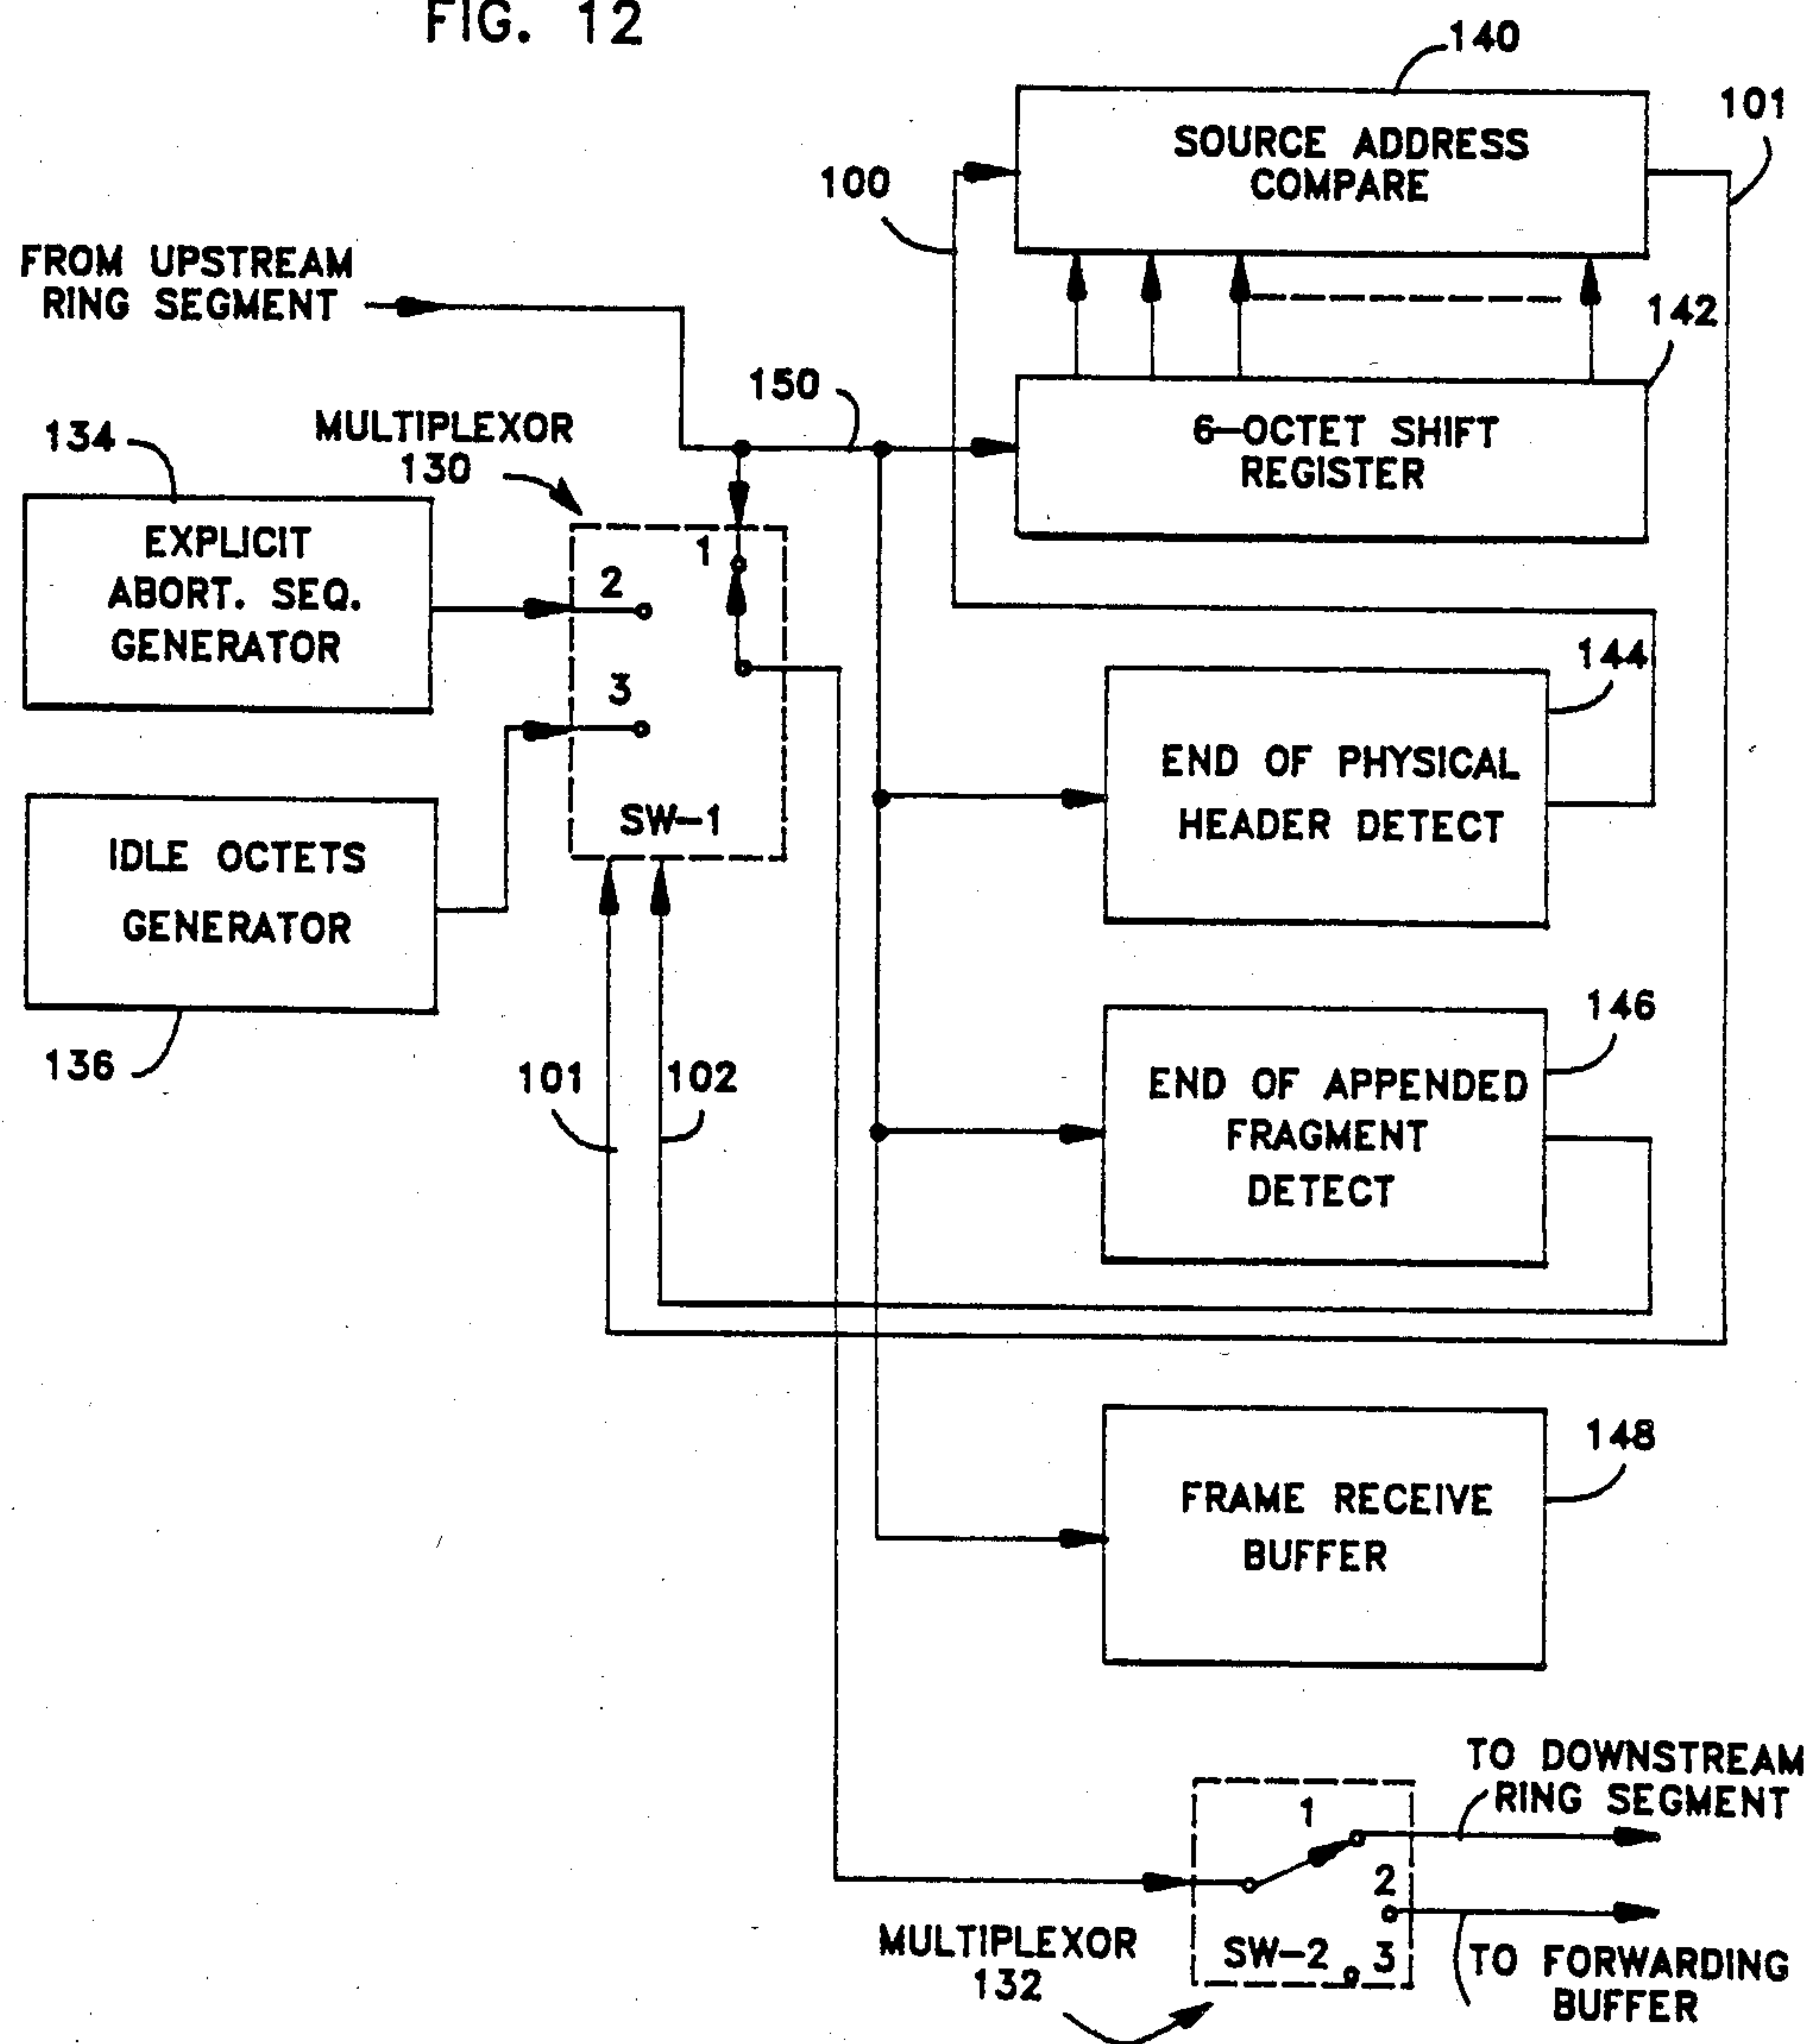 FIG. 12
140
SOURCE ADDRESS
COMPARE
101
100
FROM UPSTREAM
RING SEGMENT
142
150
6-OCTET SHIFT
REGISTER
MULTIPLEXOR
130
134
EXPLICIT
ABORT. SEQ.
GENERATOR
1
2
3
SW-1
144
END OF PHYSICAL
HEADER DETECT
IDLE OCTETS
GENERATOR
136
101
102
146
END OF APPENDED
FRAGMENT
DETECT
148
FRAME RECEIVE
BUFFER
TO DOWNSTREAM
RING SEGMENT
1
2
SW-2 3
MULTIPLEXOR
132
TO FORWARDING
BUFFER